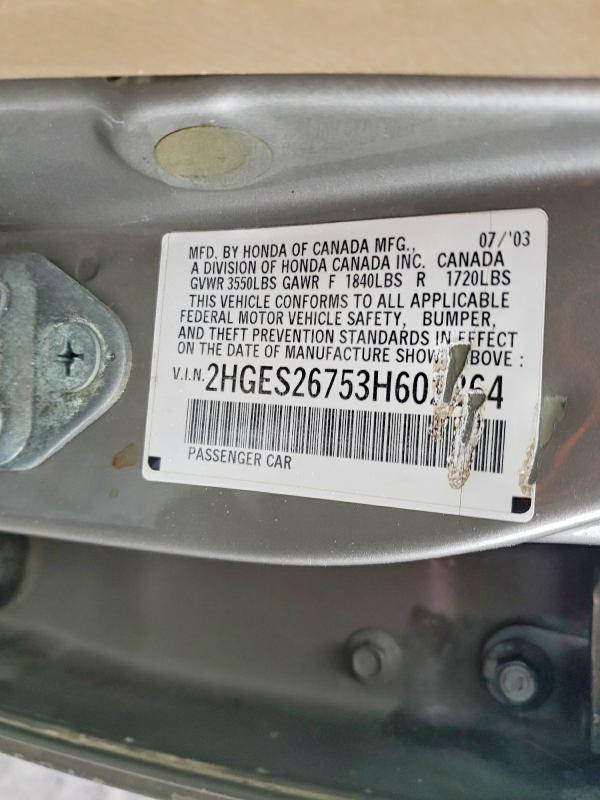 MFD. BY HONDA OF CANADA MFG., 07/'03
A DIVISION OF HONDA CANADA INC. CANADA
GVWR 3550LBS GAWR F 1840LBS R 1720LBS
THIS VEHICLE CONFORMS TO ALL APPLICABLE
FEDERAL MOTOR VEHICLE SAFETY, BUMPER,
AND THEFT PREVENTION STANDARDS IN EFFECT
ON THE DATE OF MANUFACTURE SHOWN ABOVE :
V.I.N.
PASSENGER CAR